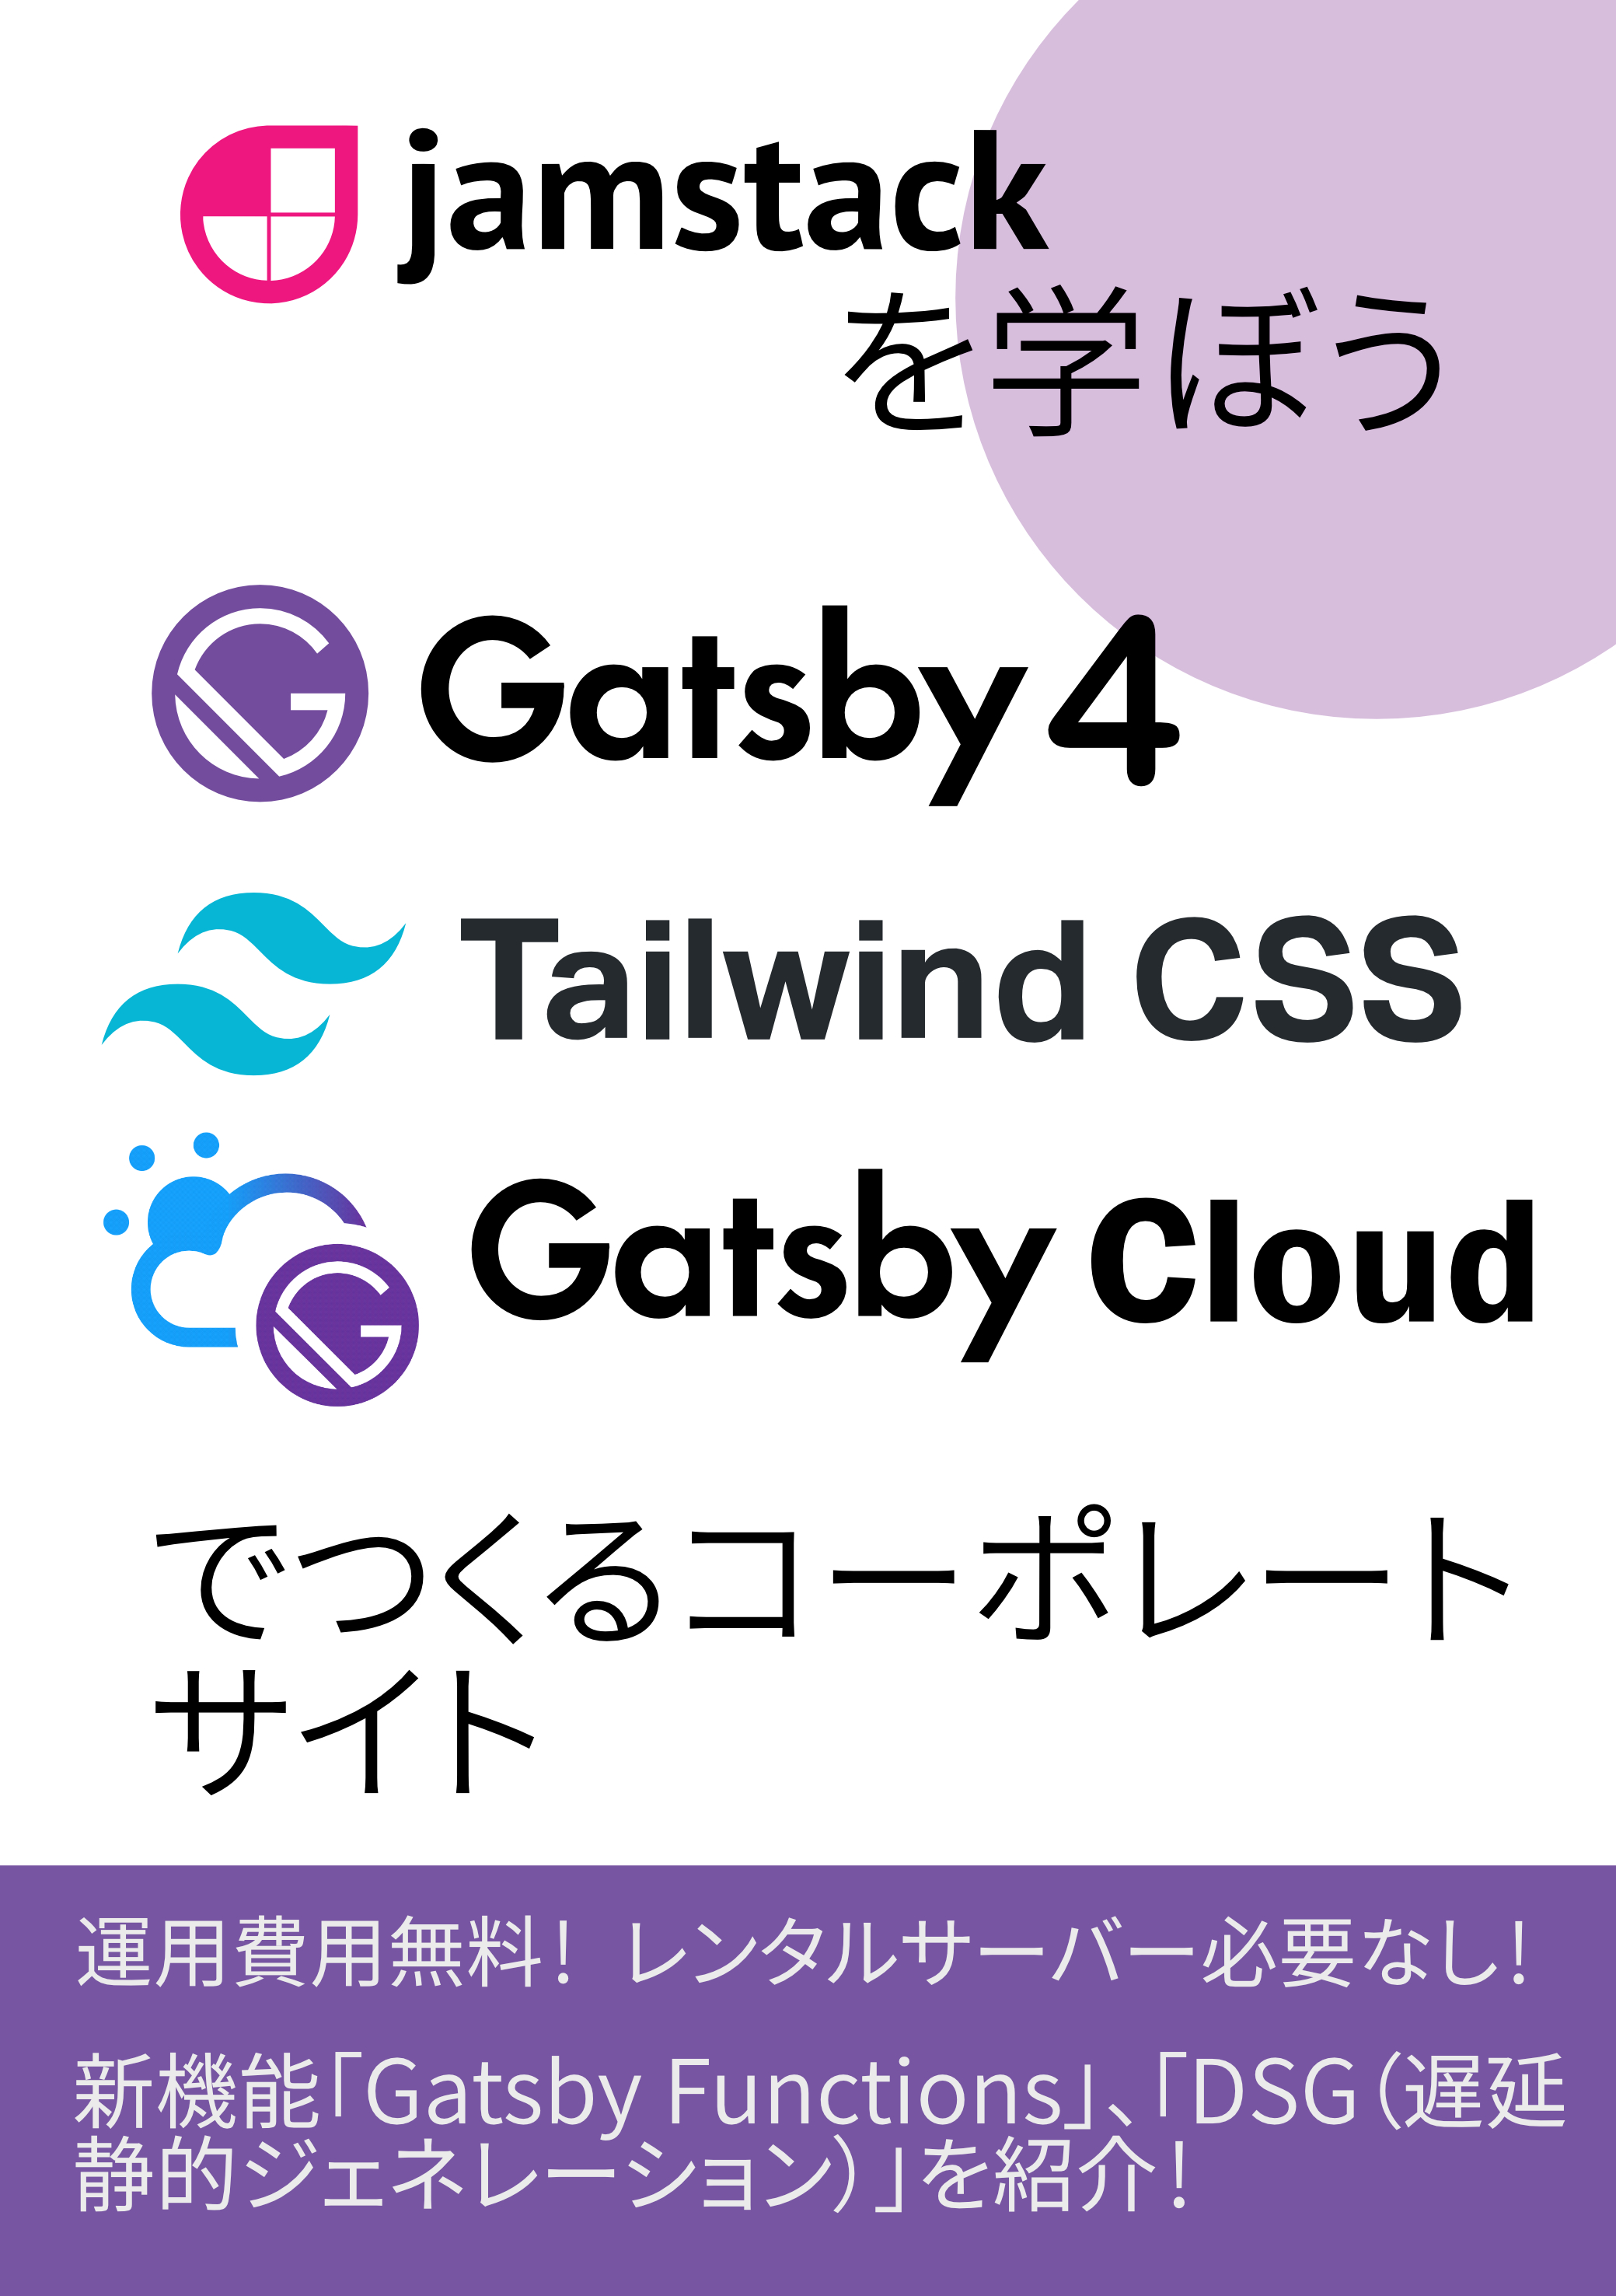 jamstack
を学ぼう
Gatsby 4
Tailwind CSS
Gatsby Cloud
でつくるコーポレート
サイト
運用費用無料! レンタルサーバー必要なし!
新機能「Gatsby Functions」、「DSG(遅延
静的ジェネレーション)」を紹介!